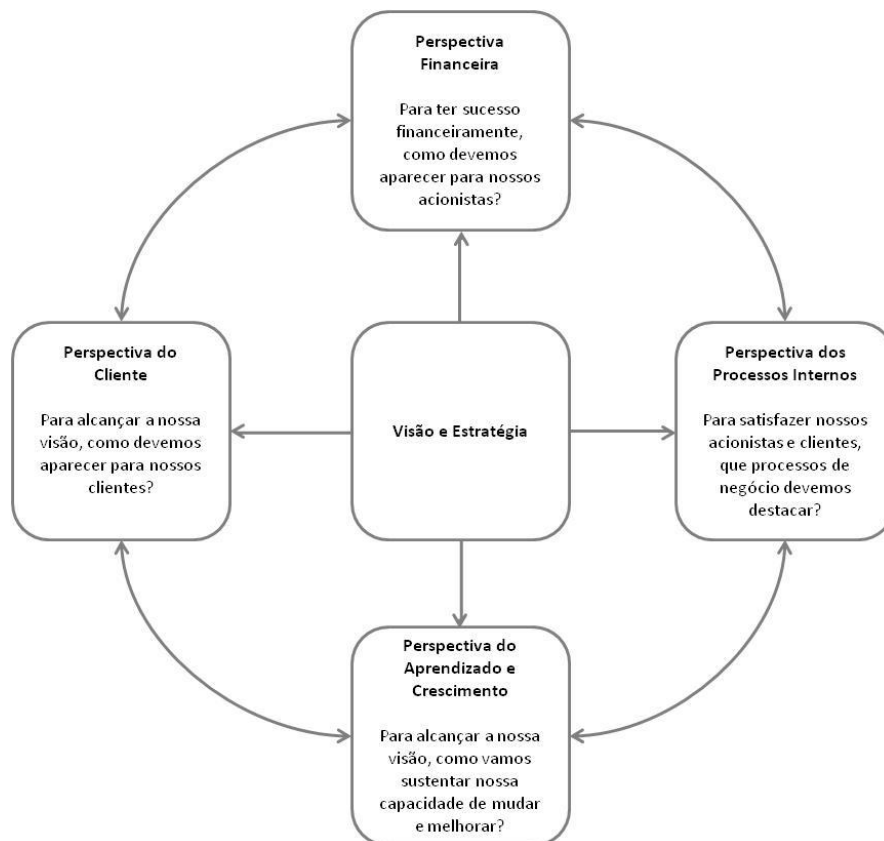 Perspectiva
Financeira
Para ter sucesso
financeiramente,
como devemos
aparecer para nossos
acionistas?
Perspectiva do
Cliente
Para alcançar a nossa
visão, como devemos
aparecer para nossos
clientes?
Visão e Estratégia
Perspectiva dos
Processos Internos
Para satisfazer nossos
acionistas e clientes,
que processos de
negócio devemos
destacar?
Perspectiva do
Aprendizado e
Crescimento
Para alcançar a nossa
visão, como vamos
sustentar nossa
capacidade de mudar
e melhorar?